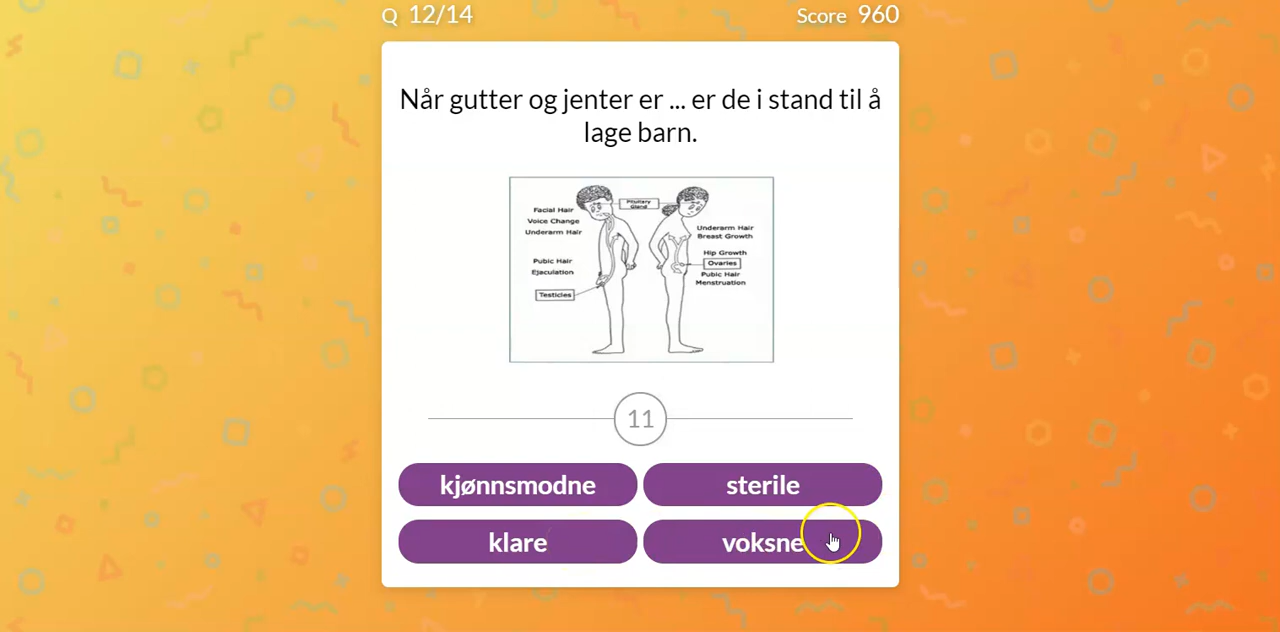 Q 12/14
Score 960
Når gutter og jenter er ... er de i stand til å
lage barn.
Pituitary
Gland
Facial Hair
Voice Change
Underarm Hair
Underarm Hair
Breast Growth
Hip Growth
Ovaries
Pubic Hair
Menstruation
Pubic Hair
Ejaculation
Testicles
11
kjønnsmodne
sterile
klare
voksne